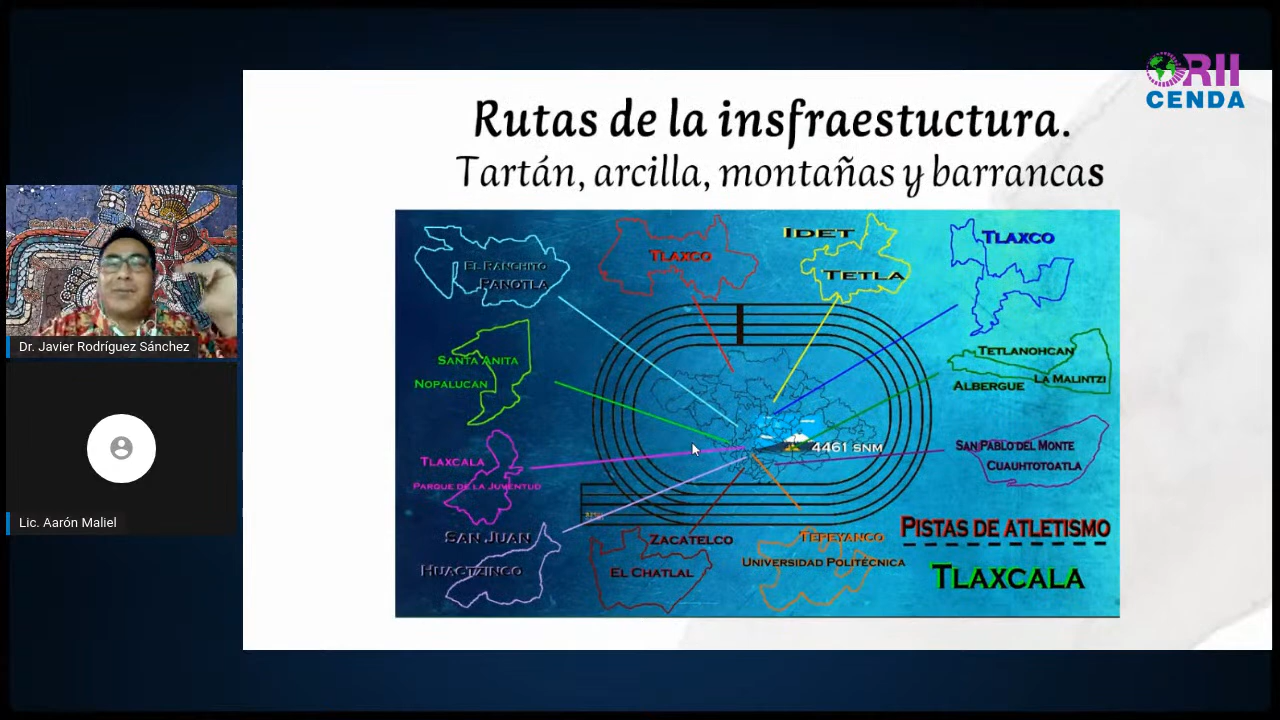 ORII
CENDA
Rutas de la insfraestuctura.
Tartán, arcilla, montañas y barrancas
EL RANCHITO
PANOTLA
TLAXCO
IDET
TETLA
TLAXCO
SANTA ANITA
NOPALUCAN
TETLANOHCAN
ALBERGUE
LA MALINTZI
4461 SNM
TLAXCALA
PARQUE DE LA JUVENTUD
SAN PABLO DEL MONTE
CUAUHTOTOATLA
SAN JUAN
HUACTZINCO
ZACATELCO
EL CHATLAL
TEPEYANCO
UNIVERSIDAD POLITÉCNICA
PISTAS DE ATLETISMO
TLAXCALA
Dr. Javier Rodríguez Sánchez
Lic. Aarón Maliel